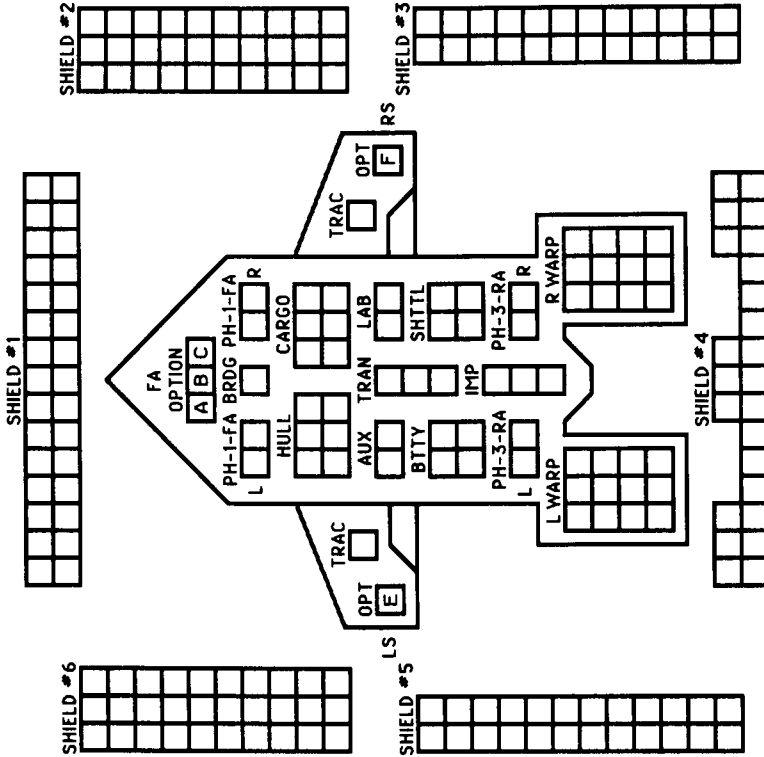 SHIELD #1
SHIELD #2
SHIELD #6
FA
OPTION
A B C
PH-1-FA
L
BRDG
PH-1-FA
R
HULL
CARGO
TRAC
OPT
E
LS
TRAC
OPT
F
RS
AUX
TRAN
LAB
BTTY
SHTTL
IMP
PH-3-RA
L
PH-3-RA
R
L WARP
R WARP
SHIELD #5
SHIELD #3
SHIELD #4